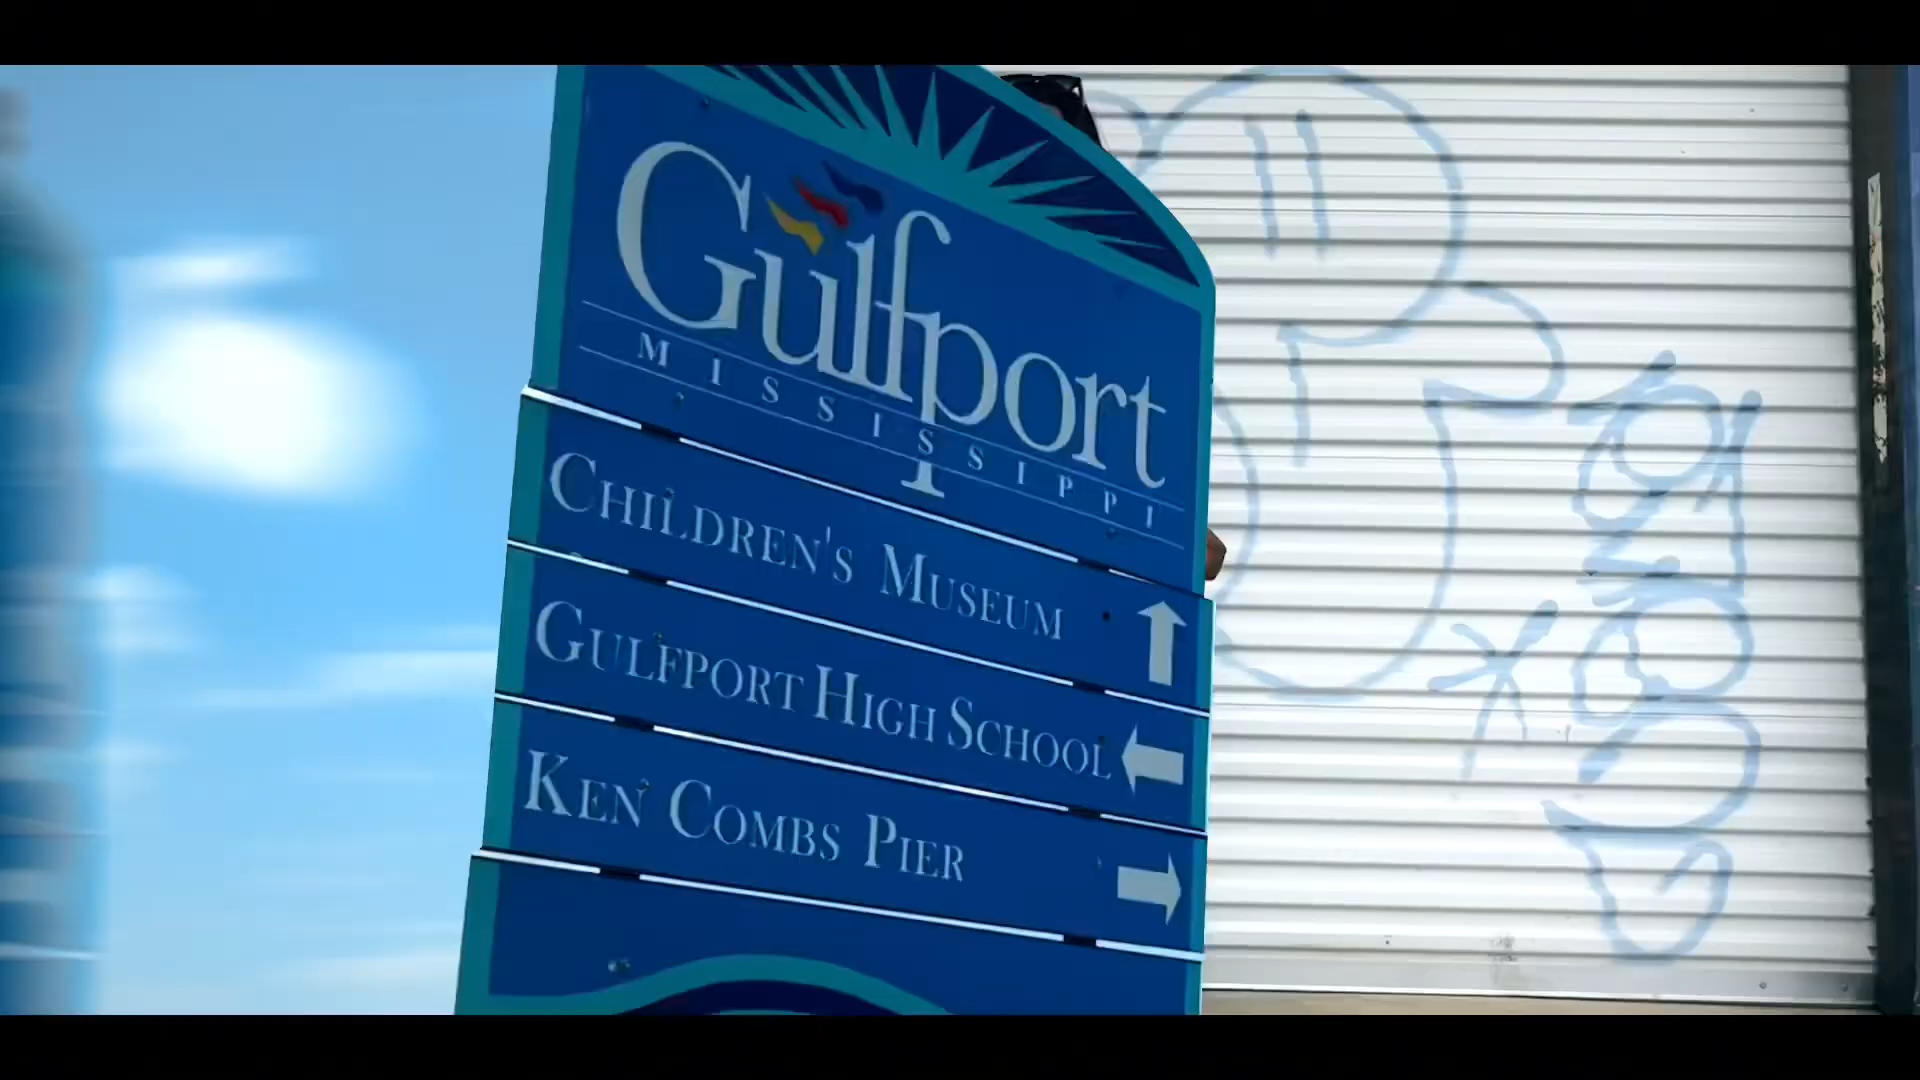 Gulfport
MISSISSIPPI
CHILDREN'S MUSEUM
GULFPORT HIGH SCHOOL
KEN COMBS PIER